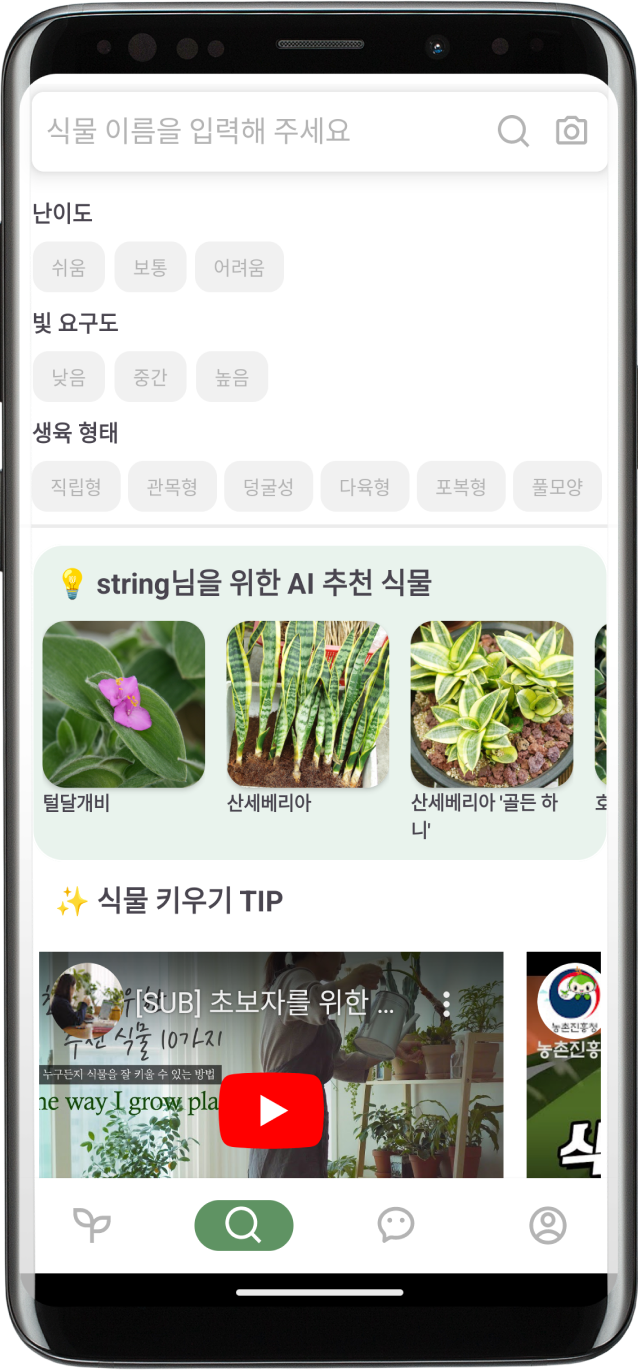 식물 이름을 입력해 주세요
난이도
쉬움 보통 어려움
빛 요구도
낮음 중간 높음
생육 형태
직립형 관목형 덩굴성 다육형 포복형 풀모양
💡 string님을 위한 AI 추천 식물
털달개비 산세베리아 산세베리아 '골든 하
니'
✨ 식물 키우기 TIP
[SUB] 초보자를 위한 ...
식물 10가지
누구든지 식물을 잘 키울 수 있는 방법
way I grow
농촌진흥청
농촌진흥
식